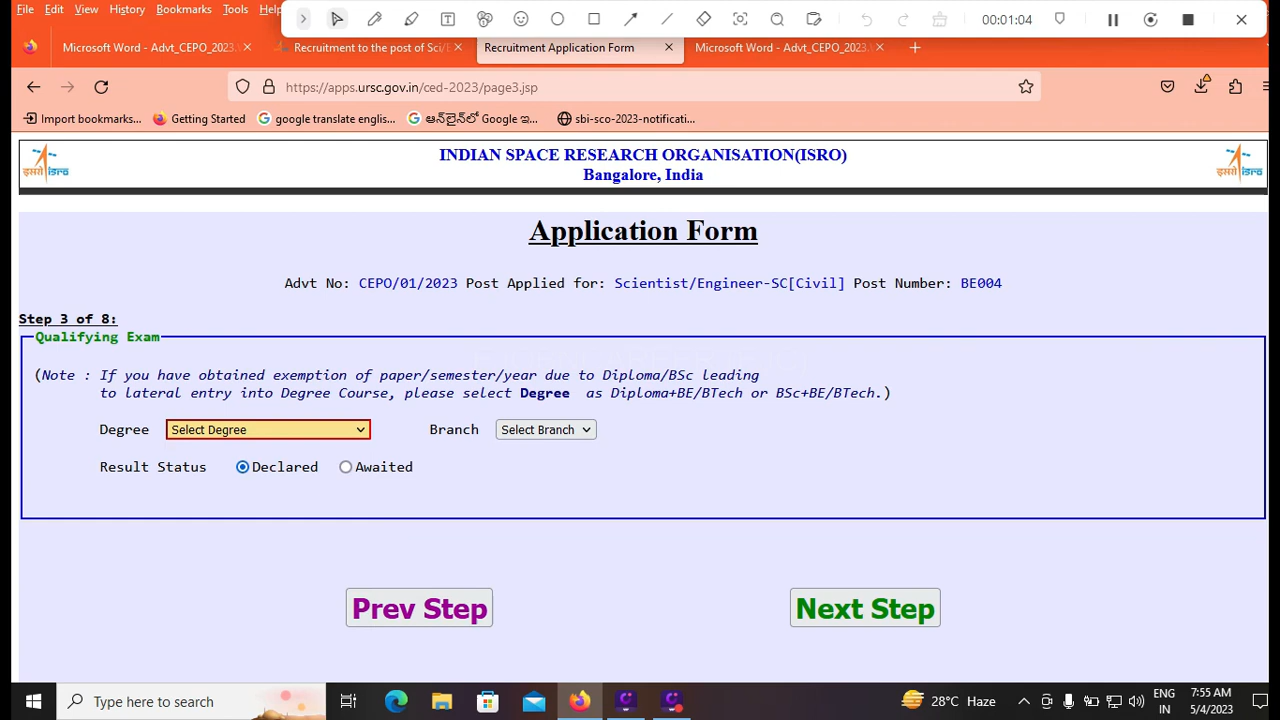 File Edit View History Bookmarks Tools Help
00:01:04
Microsoft Word - Advt_CEPO_2023.
Recruitment to the post of Sci/E
Recruitment Application Form
Microsoft Word - Advt_CEPO_2023.
https://apps.ursc.gov.in/ced-2023/page3.jsp
Import bookmarks...
Getting Started
google translate englis...
ఆన్‌లైన్‌లో Google ఇ...
sbi-sco-2023-notificati...
INDIAN SPACE RESEARCH ORGANISATION(ISRO)
Bangalore, India
इसरो isro
इसरो isro
Application Form
Advt No: CEPO/01/2023 Post Applied for: Scientist/Engineer-SC[Civil] Post Number: BE004
Step 3 of 8:
Qualifying Exam
(Note : If you have obtained exemption of paper/semester/year due to Diploma/BSc leading
to lateral entry into Degree Course, please select Degree as Diploma+BE/BTech or BSc+BE/BTech.)
Degree Select Degree Branch Select Branch
Result Status Declared Awaited
Prev Step Next Step
Type here to search
28°C Haze
ENG
IN
7:55 AM
5/4/2023